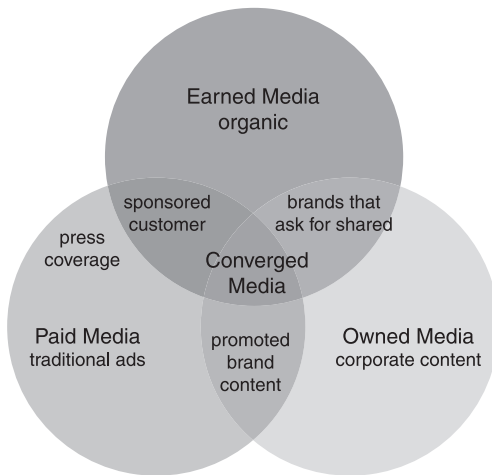 Earned Media
organic
sponsored
customer
brands that
ask for shared
press
coverage
Converged
Media
Paid Media
traditional ads
promoted
brand
content
Owned Media
corporate content